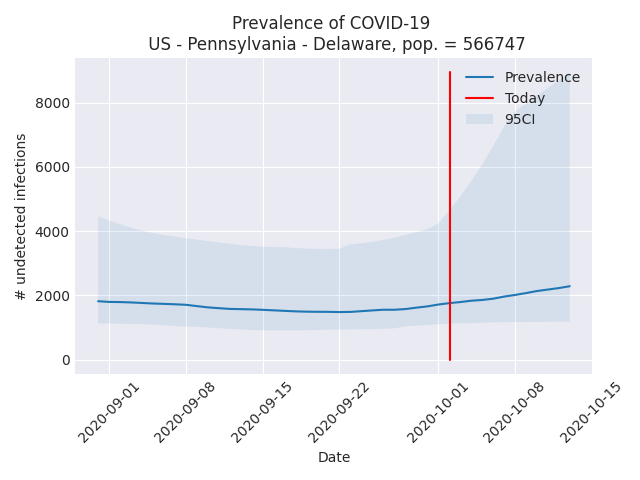 Prevalence of COVID-19
US - Pennsylvania - Delaware, pop. = 566747
Prevalence
Today
95CI
# undetected infections
8000
6000
4000
2000
0
2020-09-01
2020-09-08
2020-09-15
2020-09-22
2020-10-01
2020-10-08
2020-10-15
Date